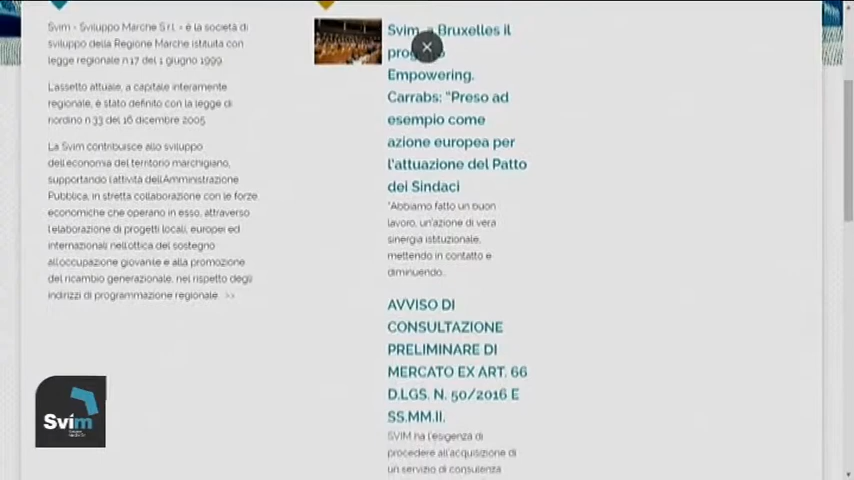 Svim - Sviluppo Marche S.r.l. - è la società di
sviluppo della Regione Marche istituita con
legge regionale n.17 del 1 giugno 1999.
L'assetto attuale, a capitale interamente
regionale, è stato definito con la legge di
riordino n.33 del 16 dicembre 2005.
La Svim contribuisce allo sviluppo
dell'economia del territorio marchigiano,
supportando l'attività dell'Amministrazione
Pubblica, in stretta collaborazione con le forze
economiche che operano in esso, attraverso
l'elaborazione di progetti locali, europei ed
internazionali nell'ottica del sostegno
all'occupazione giovanile e alla promozione
del ricambio generazionale, nel rispetto degli
indirizzi di programmazione regionale. >>
Svim, a Bruxelles il
progetto
Empowering.
Carrabs: "Preso ad
esempio come
azione europea per
l'attuazione del Patto
dei Sindaci
"Abbiamo fatto un buon
lavoro, un'azione di vera
sinergia istituzionale,
mettendo in contatto e
diminuendo...
AVVISO DI
CONSULTAZIONE
PRELIMINARE DI
MERCATO EX ART. 66
D.LGS. N. 50/2016 E
SS.MM.II.
SVIM ha l'esigenza di
procedere all'acquisizione di
un servizio di consulenza
Svim